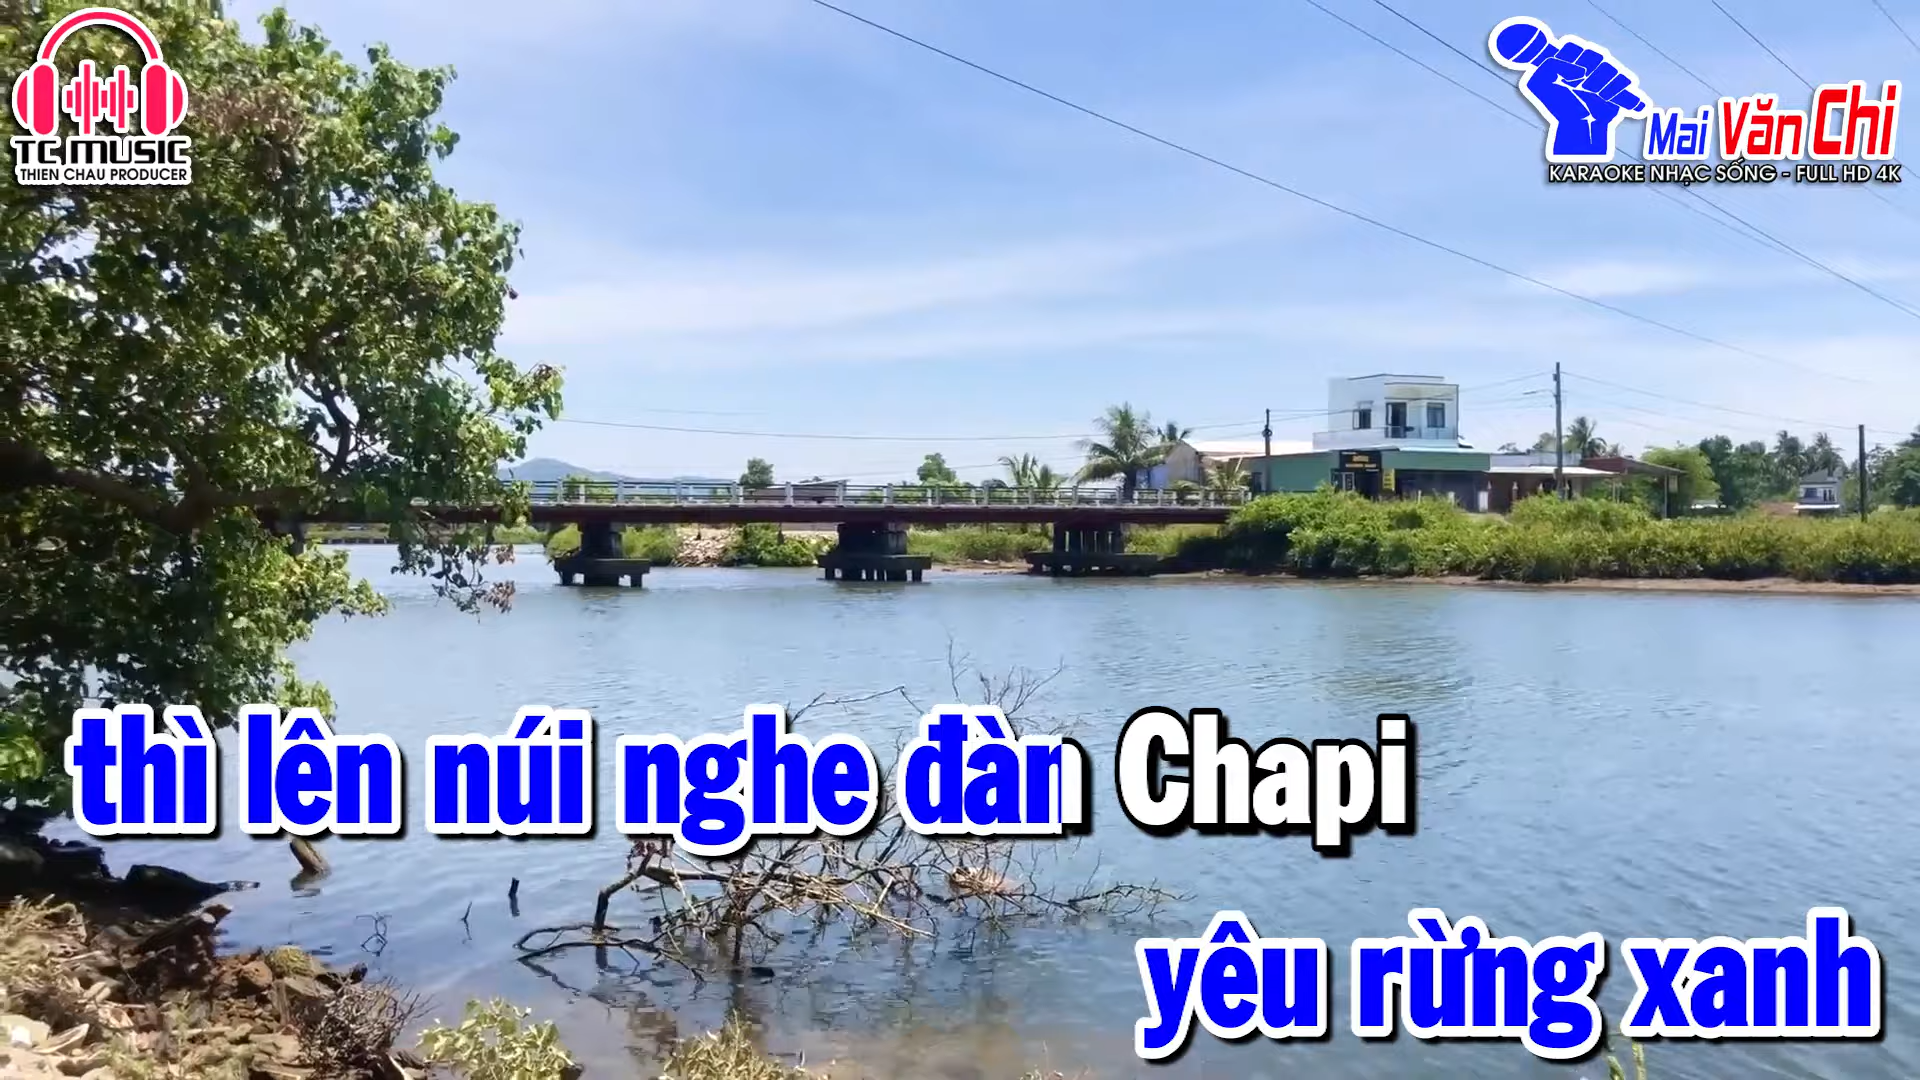 TC MUSIC
THIEN CHAU PRODUCER
Mai Văn Chi
KARAOKE NHẠC SỐNG - FULL HD 4K
thì lên núi nghe đàn Chapi
yêu rừng xanh